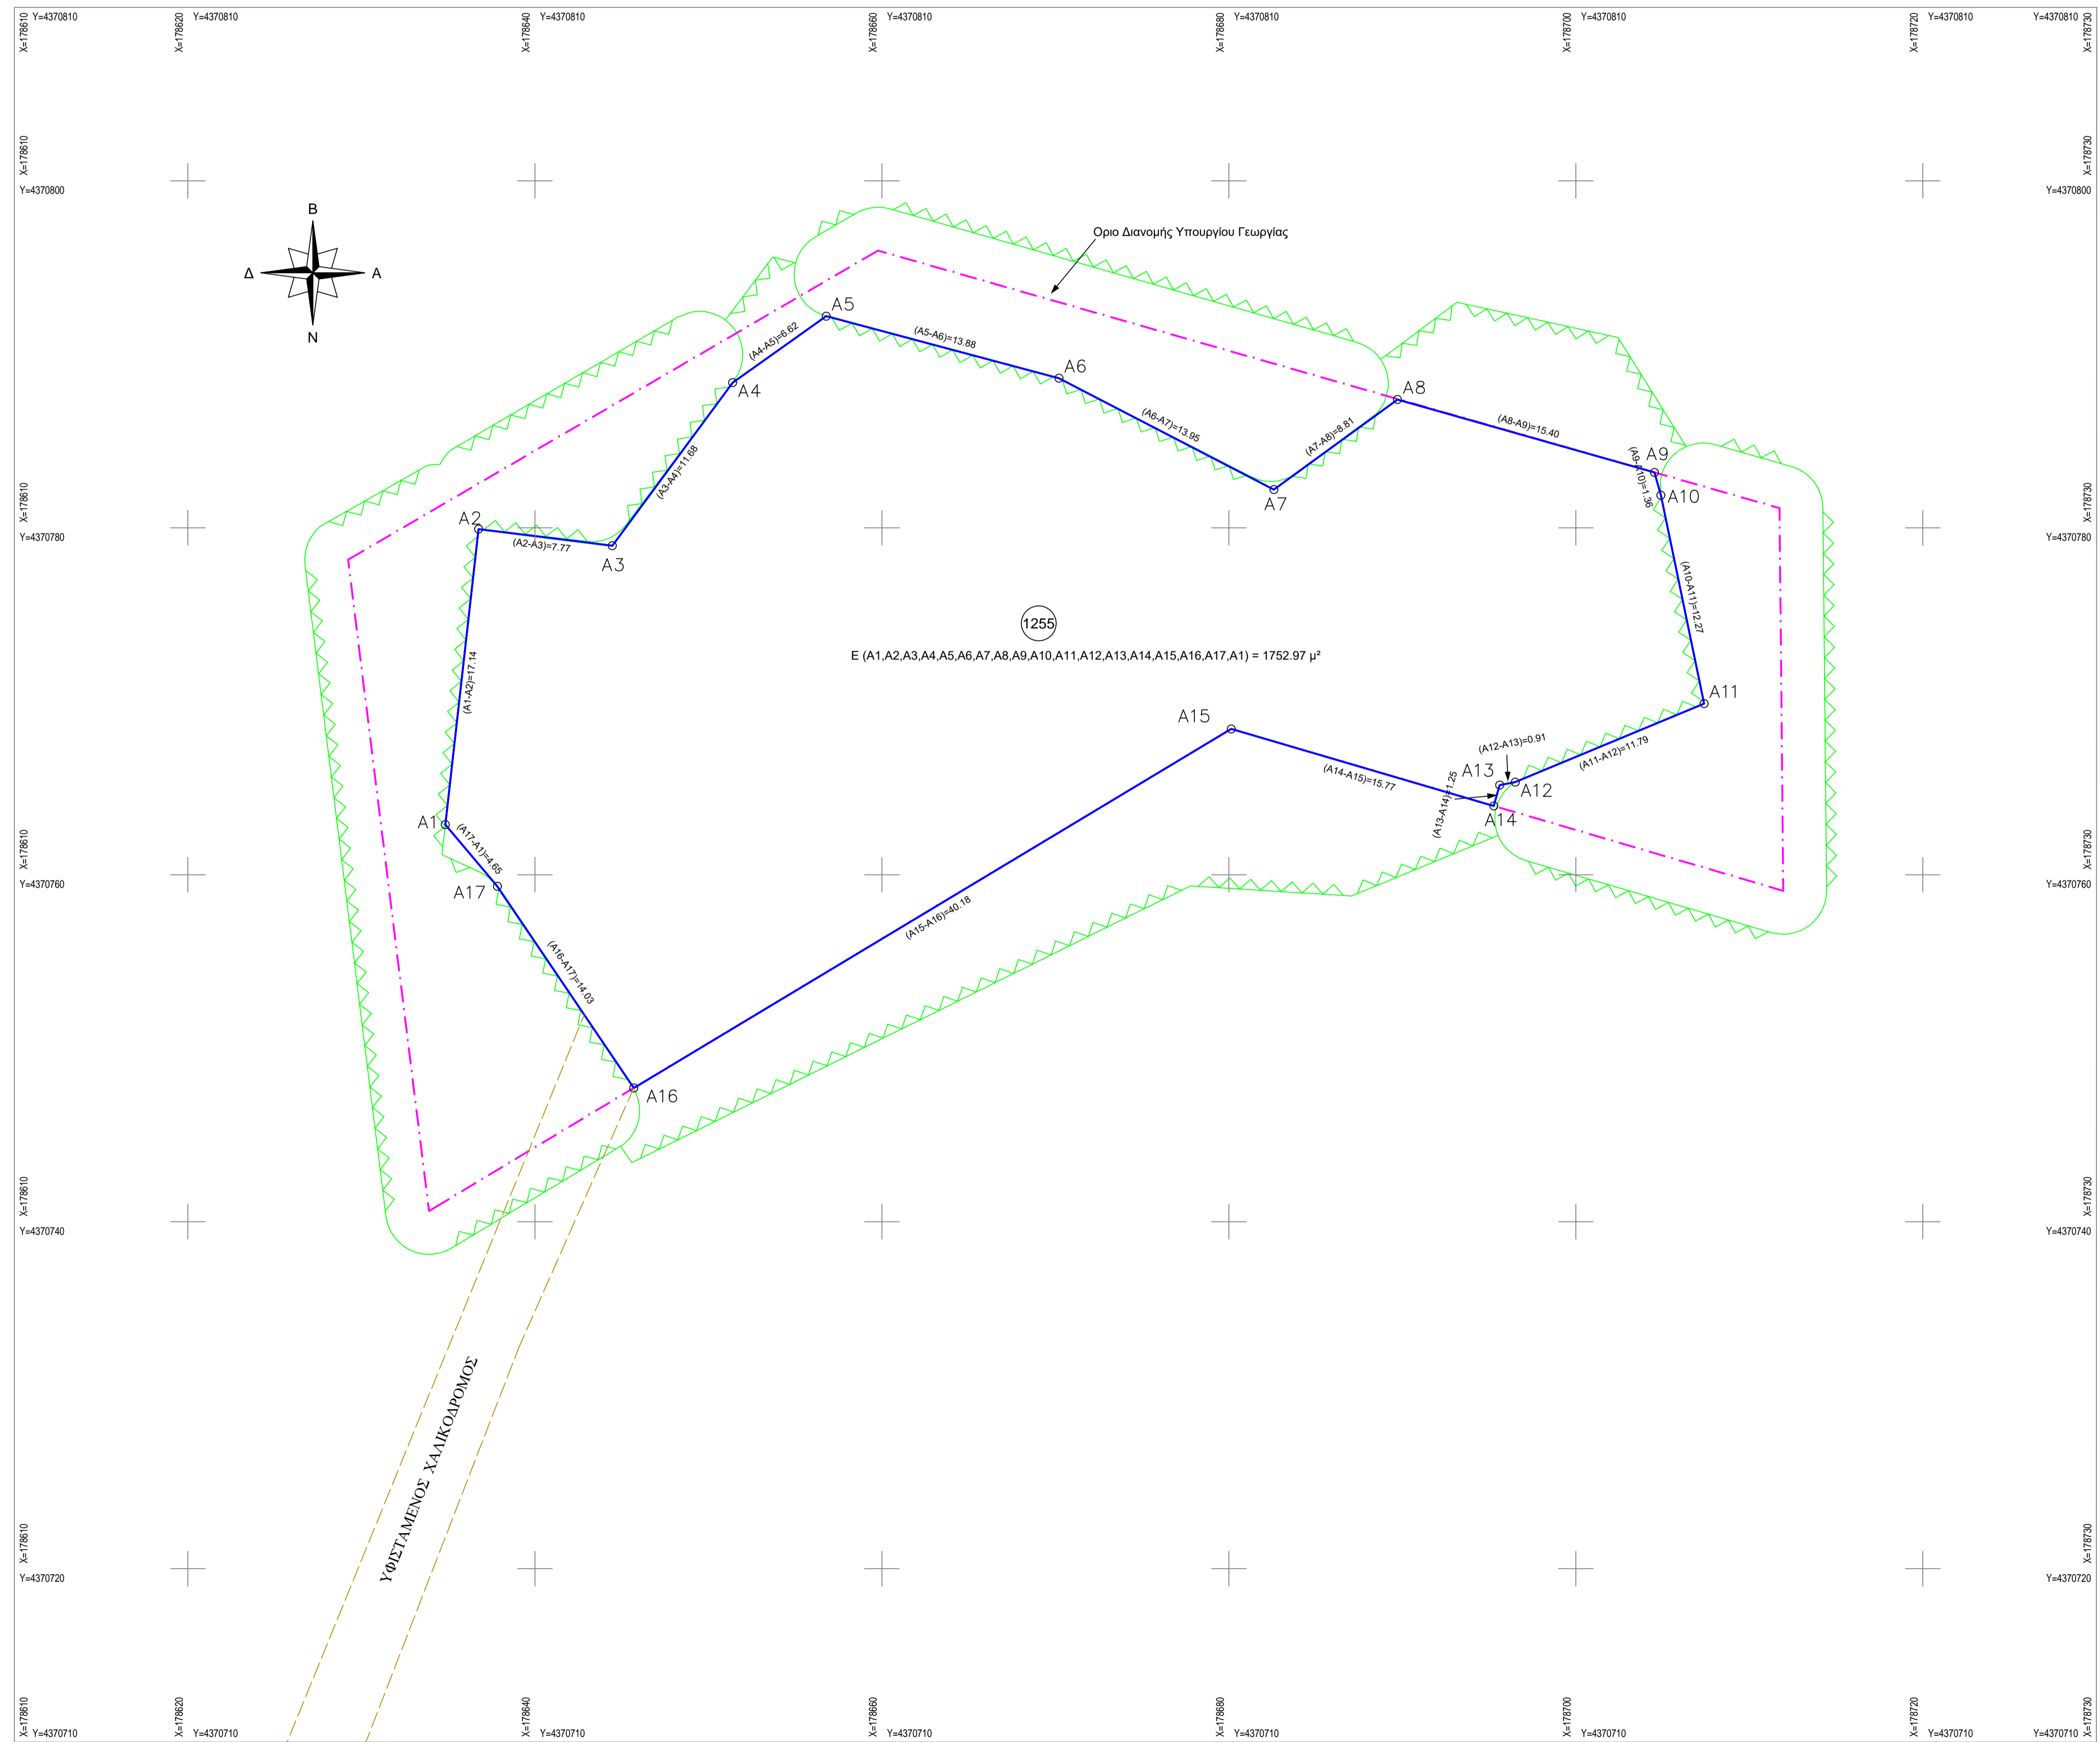 X=178610 Y=4370810 X=178620 Y=4370810 X=178640 Y=4370810 X=178660 Y=4370810 X=178680 Y=4370810 X=178700 Y=4370810 X=178720 Y=4370810 Y=4370810 X=178730
X=178610 X=178730
Y=4370800 Y=4370800
B
Δ A
N
Οριο Διανομής Υπουργίου Γεωργίας
A5
(A4-A5)=6.62
(A5-A6)=13.88
A6
A4
A8
(A6-A7)=13.95
(A7-A8)=8.81
(A8-A9)=15.40
A9
(A9-A10)=1.36
A10
(A3-A4)=11.68
A7
X=178610 X=178730
A2
Y=4370780 Y=4370780
(A2-A3)=7.77
A3
(A10-A11)=12.27
1255
E (A1,A2,A3,A4,A5,A6,A7,A8,A9,A10,A11,A12,A13,A14,A15,A16,A17,A1) = 1752.97 μ²
(A1-A2)=17.14
A11
A15
(A12-A13)=0.91
(A11-A12)=11.79
A13
(A14-A15)=15.77
A12
(A13-A14)=1.25
A14
A1
(A17-A1)=4.65
X=178610 X=178730
Y=4370760 Y=4370760
A17
(A15-A16)=40.18
(A16-A17)=14.03
A16
X=178610 X=178730
Y=4370740 Y=4370740
ΥΦΙΣΤΑΜΕΝΟΣ ΧΑΛΙΚΟΔΡΟΜΟΣ
X=178610 X=178730
Y=4370720 Y=4370720
X=178610 Y=4370710 X=178620 Y=4370710 X=178640 Y=4370710 X=178660 Y=4370710 X=178680 Y=4370710 X=178700 Y=4370710 X=178720 Y=4370710 Y=4370710 X=178730